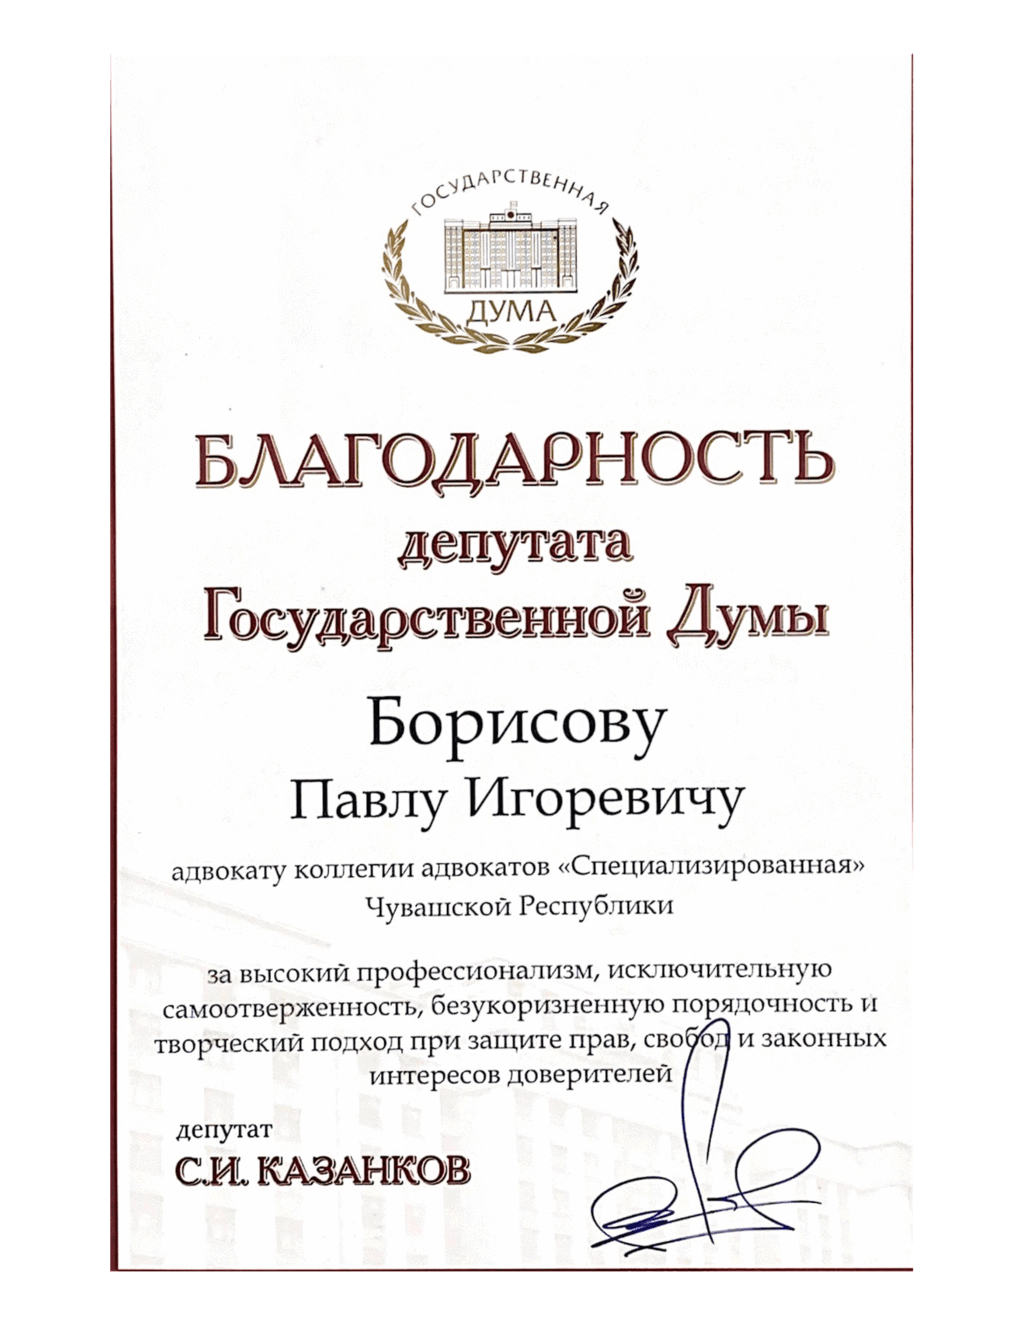 ГОСУДАРСТВЕННАЯ
ДУМА
БЛАГОДАРНОСТЬ
депутата
Государственной Думы
Борисову
Павлу Игоревичу
адвокату коллегии адвокатов «Специализированная»
Чувашской Республики
за высокий профессионализм, исключительную
самоотверженность, безукоризненную порядочность и
творческий подход при защите прав, свобод и законных
интересов доверителей
депутат
С.И. КАЗАНКОВ